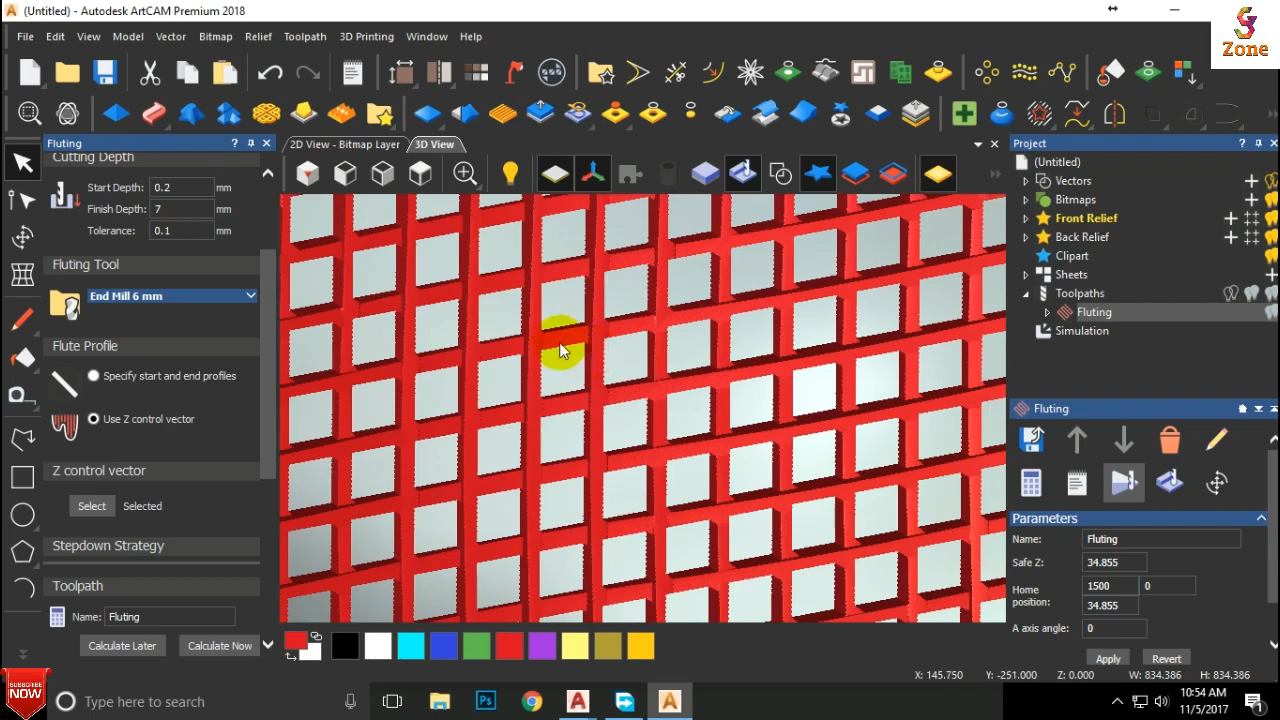 (Untitled) - Autodesk ArtCAM Premium 2018
File Edit View Model Vector Bitmap Relief Toolpath 3D Printing Window Help
Zone
Fluting
2D View - Bitmap Layer
3D View
Project
Cutting Depth
Start Depth: 0.2 mm
Finish Depth: 7 mm
Tolerance: 0.1 mm
Fluting Tool
End Mill 6 mm
Flute Profile
Specify start and end profiles
Use Z control vector
Z control vector
Select Selected
Stepdown Strategy
Toolpath
Name: Fluting
Calculate Later Calculate Now
(Untitled)
Vectors
Bitmaps
Front Relief
Back Relief
Clipart
Sheets
Toolpaths
Fluting
Simulation
Fluting
Parameters
Name: Fluting
Safe Z: 34.855
Home position: 1500 0
34.855
A axis angle: 0
Apply Revert
X: 145.750 Y: -251.000 Z: 0.000 W: 834.386 H: 834.386
SUBSCRIBE
NOW
Type here to search
10:54 AM
11/5/2017